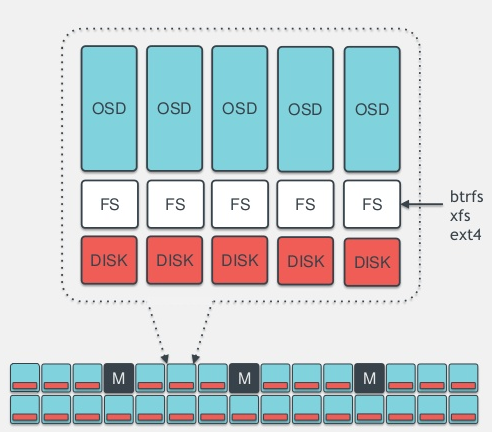 OSD OSD OSD OSD OSD
FS FS FS FS FS
btrfs
xfs
ext4
DISK DISK DISK DISK DISK
M M M